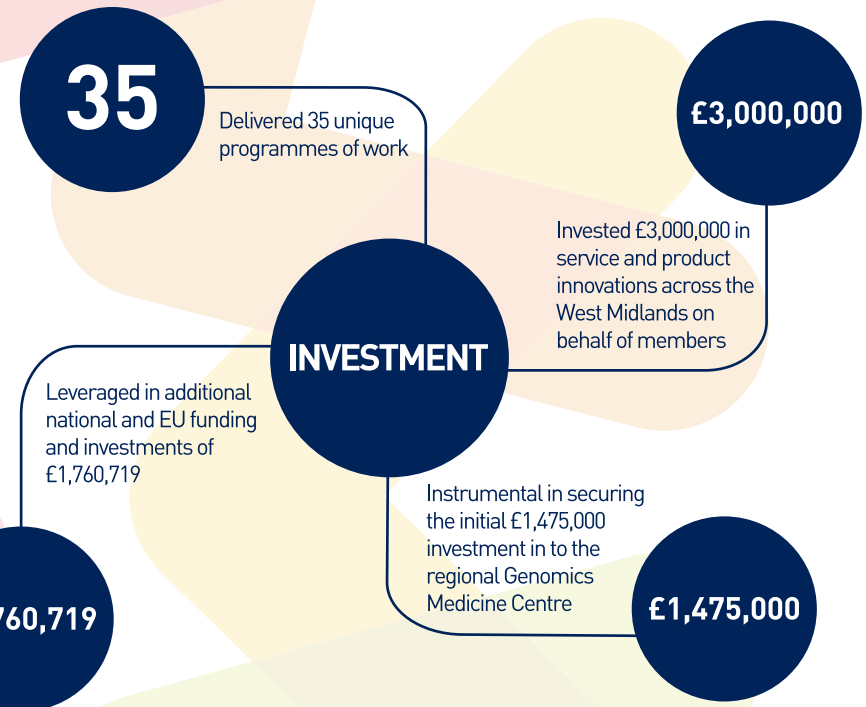 35
Delivered 35 unique
programmes of work
£3,000,000
Invested £3,000,000 in
service and product
innovations across the
West Midlands on
behalf of members
INVESTMENT
Leveraged in additional
national and EU funding
and investments of
£1,760,719
760,719
Instrumental in securing
the initial £1,475,000
investment in to the
regional Genomics
Medicine Centre
£1,475,000